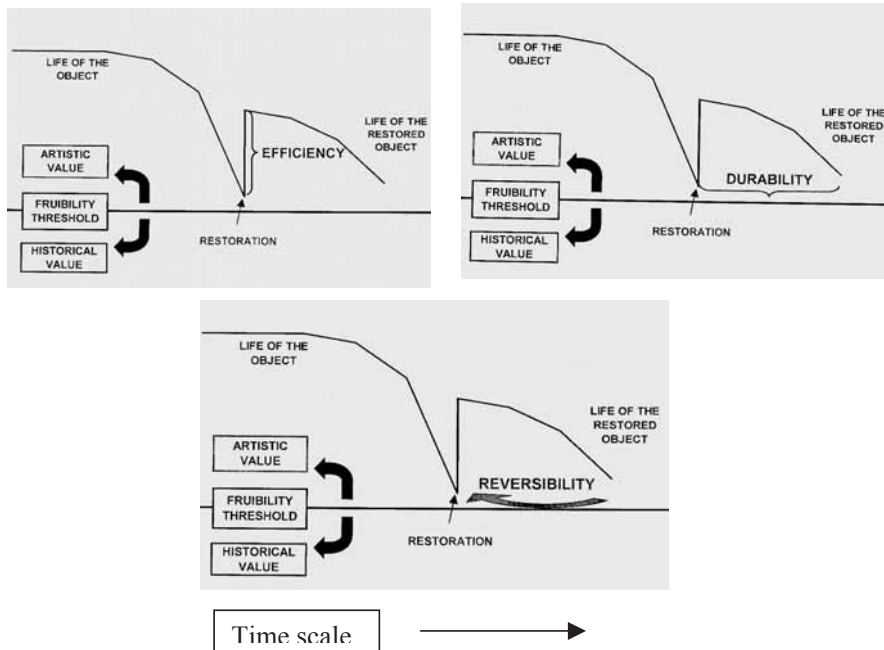 LIFE OF THE
OBJECT
LIFE OF THE
RESTORED
OBJECT
EFFICIENCY
ARTISTIC
VALUE
FRUIBILITY
THRESHOLD
HISTORICAL
VALUE
RESTORATION
LIFE OF THE
OBJECT
LIFE OF THE
RESTORED
OBJECT
ARTISTIC
VALUE
DURABILITY
FRUIBILITY
THRESHOLD
HISTORICAL
VALUE
RESTORATION
LIFE OF THE
OBJECT
LIFE OF THE
RESTORED
OBJECT
ARTISTIC
VALUE
REVERSIBILITY
FRUIBILITY
THRESHOLD
HISTORICAL
VALUE
RESTORATION
Time scale